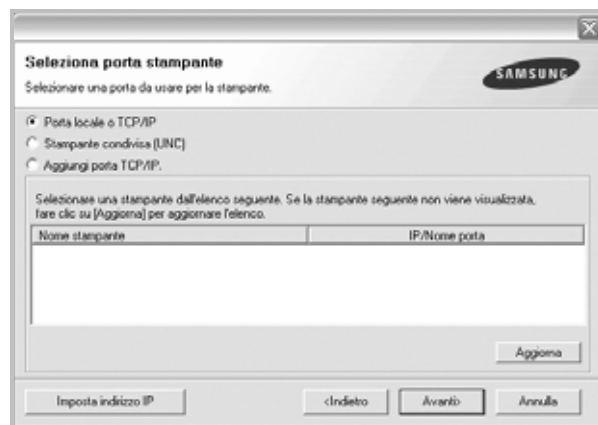 Seleziona porta stampante
Selezionare una porta da usare per la stampante.
SAMSUNG
Porta locale o TCP/IP
Stampante condivisa (UNC)
Aggiungi porta TCP/IP.
Selezionare una stampante dall'elenco seguente. Se la stampante seguente non viene visualizzata,
fare clic su [Aggiorna] per aggiornare l'elenco.
Nome stampante IP/Nome porta
Aggiorna
Imposta indirizzo IP <Indietro Avanti> Annulla